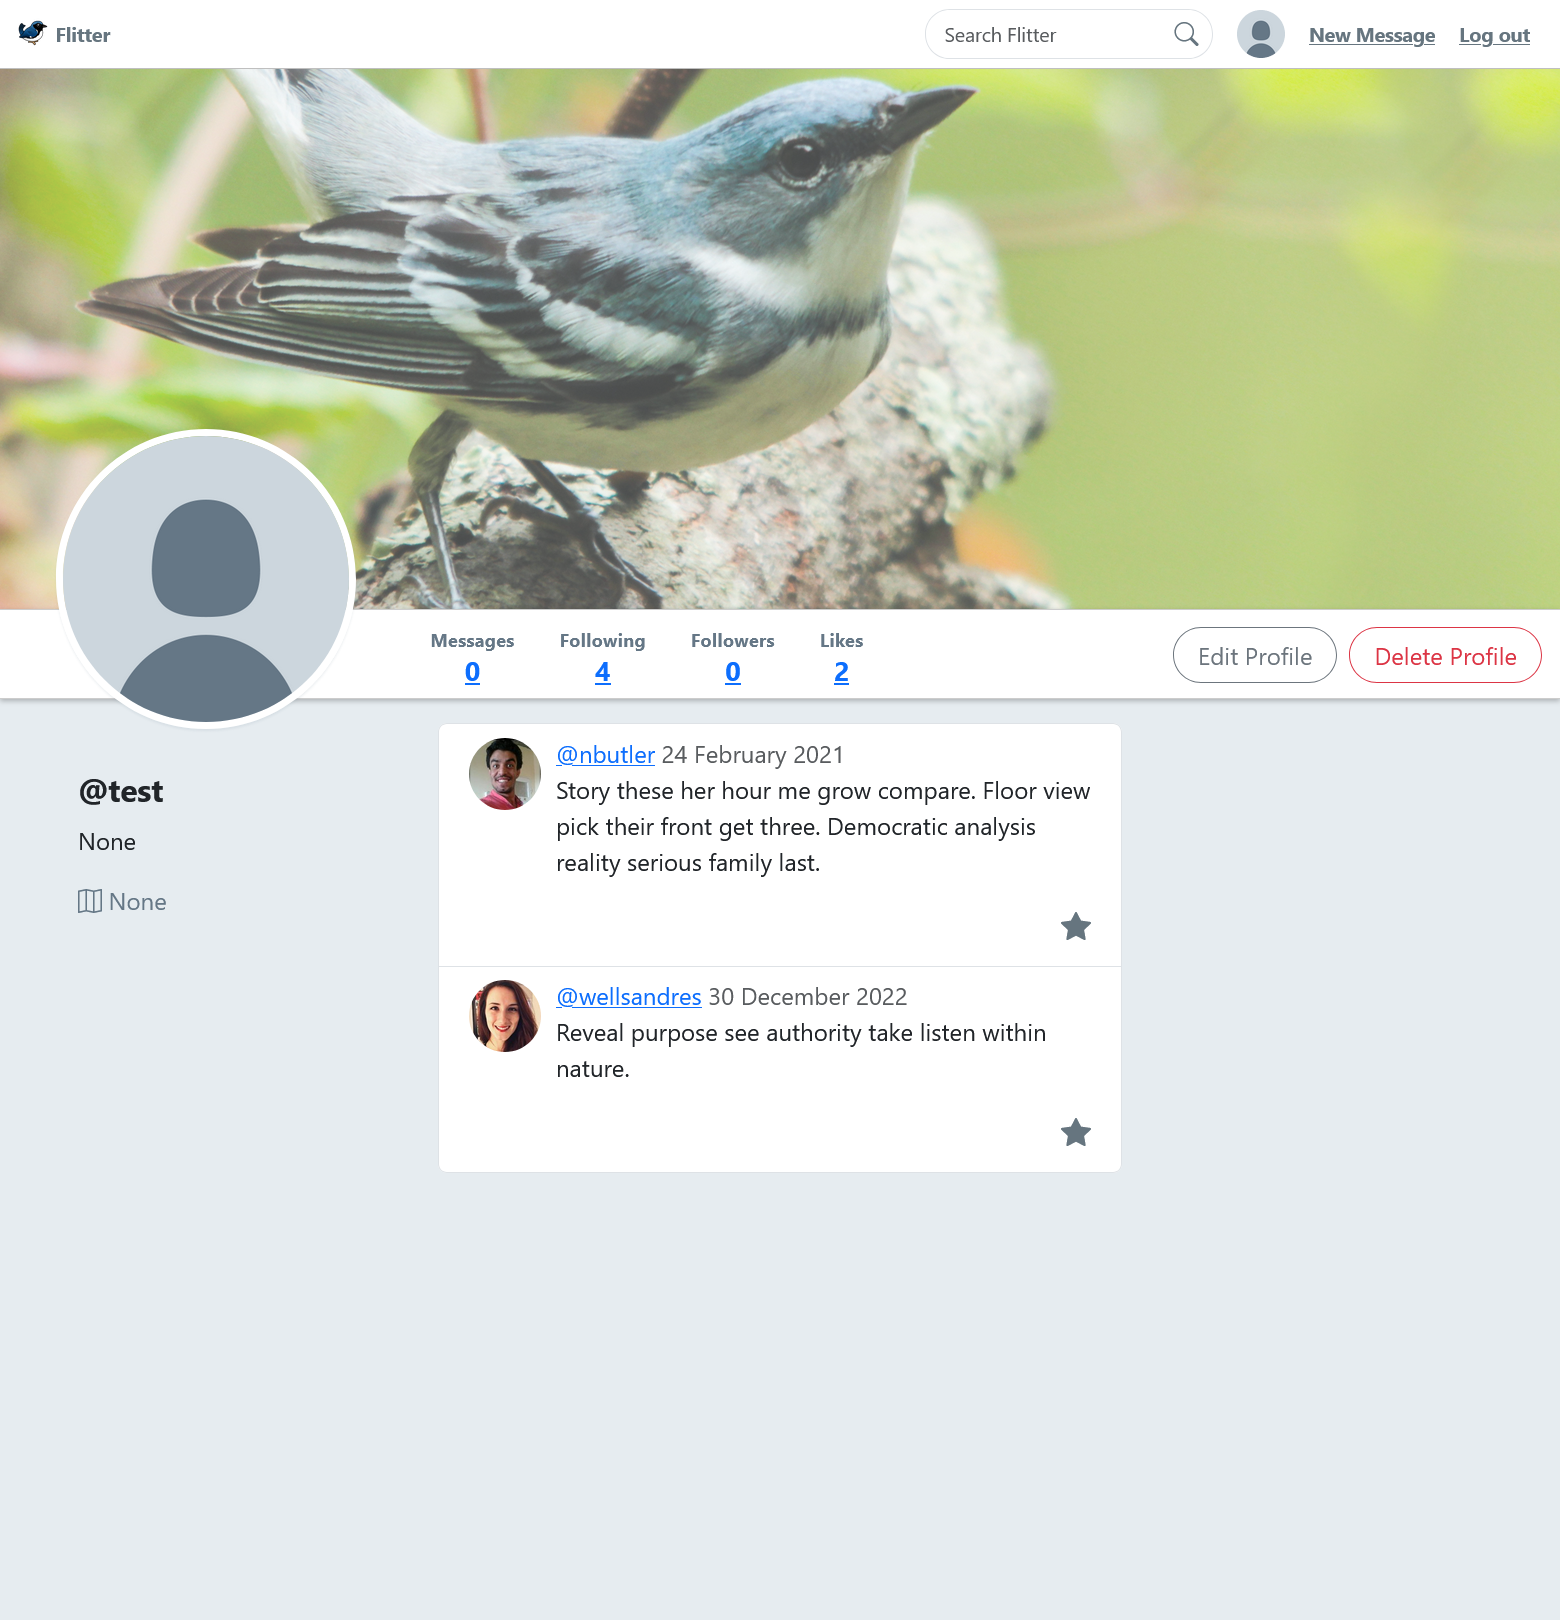 Flitter
Search Flitter
New Message
Log out
Messages
0
Following
4
Followers
0
Likes
2
Edit Profile
Delete Profile
@test
None
None
@nbutler 24 February 2021
Story these her hour me grow compare. Floor view
pick their front get three. Democratic analysis
reality serious family last.
@wellsandres 30 December 2022
Reveal purpose see authority take listen within
nature.